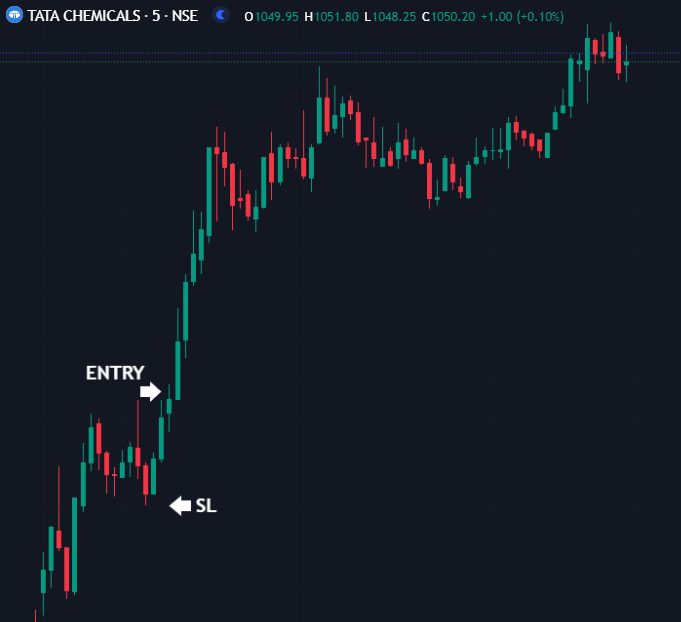 TATA CHEMICALS · 5 · NSE O1049.95 H1051.80 L1048.25 C1050.20 +1.00 (+0.10%)
ENTRY
SL